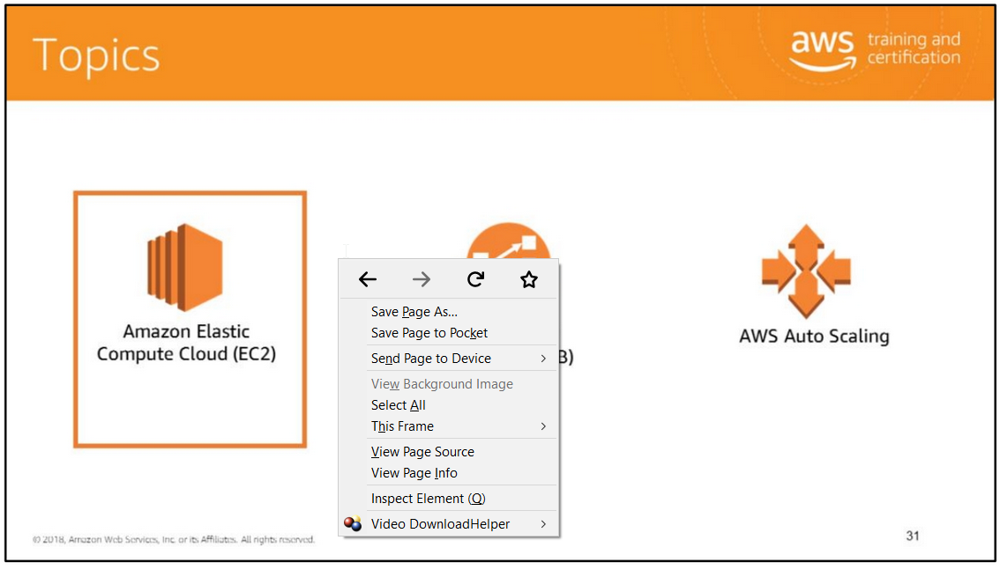 Topics
aws training and
certification
Amazon Elastic
Compute Cloud (EC2)
B)
AWS Auto Scaling
Save Page As...
Save Page to Pocket
Send Page to Device
View Background Image
Select All
This Frame
View Page Source
View Page Info
Inspect Element (Q)
Video DownloadHelper
© 2018, Amazon Web Services, Inc. or its Affiliates. All rights reserved.
31